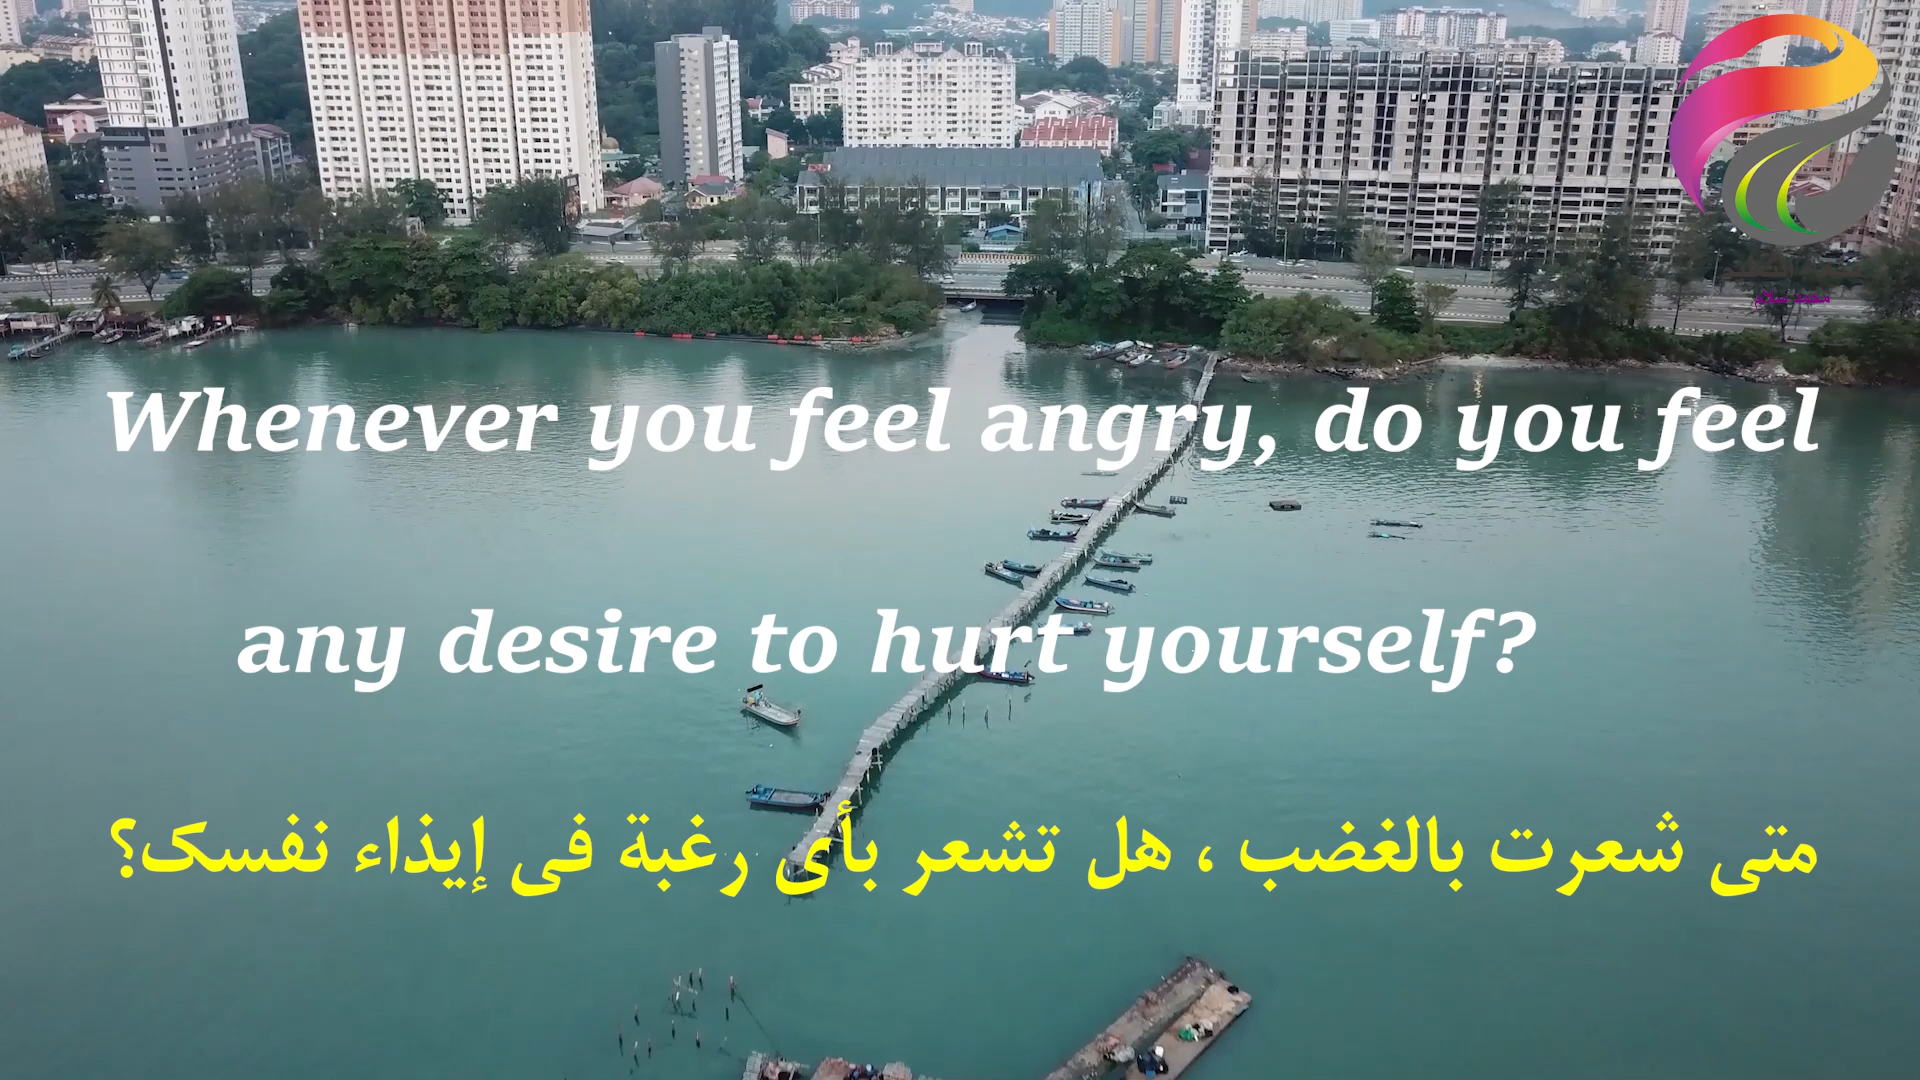 Whenever you feel angry, do you feel
any desire to hurt yourself?
متى شعرت بالغضب ، هل تشعر بأى رغبة فى إيذاء نفسك؟